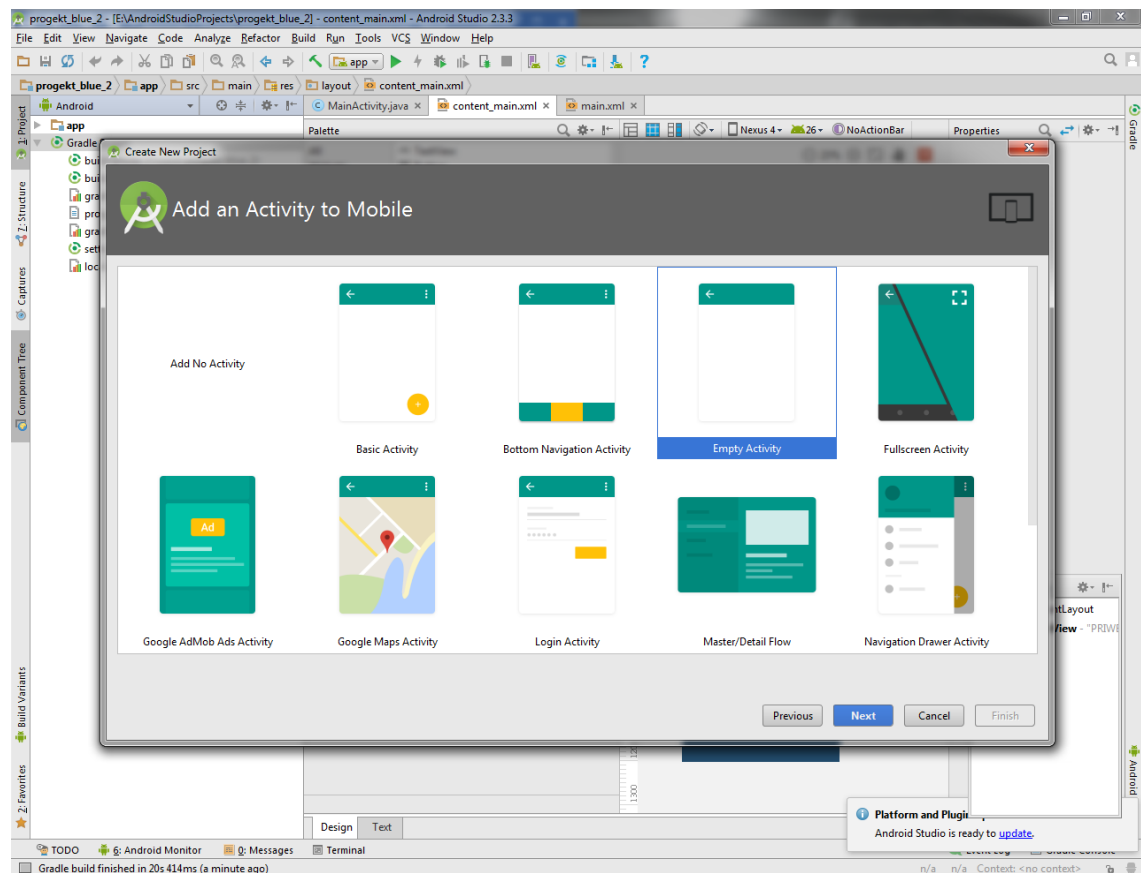 progekt_blue_2 - [E:\AndroidStudioProjects\progekt_blue_2] - content_main.xml - Android Studio 2.3.3
File Edit View Navigate Code Analyze Refactor Build Run Tools VCS Window Help
app
progekt_blue_2 app src main res layout content_main.xml
Android
MainActivity.java content_main.xml main.xml
1: Project
Z: Structure
Captures
Component Tree
Build Variants
2: Favorites
app
Gradle
Palette
Nexus 4 26 NoActionBar
Properties
Gradle
Create New Project
Add an Activity to Mobile
Add No Activity
Basic Activity
Bottom Navigation Activity
Empty Activity
Fullscreen Activity
Ad
Google AdMob Ads Activity
Google Maps Activity
Login Activity
Master/Detail Flow
Navigation Drawer Activity
Previous Next Cancel Finish
- "PRIWE
1300
Design Text
Platform and Plugin
Android Studio is ready to update.
Android
TODO 6: Android Monitor 0: Messages Terminal
Gradle build finished in 20s 414ms (a minute ago)
n/a n/a Context: <no context>